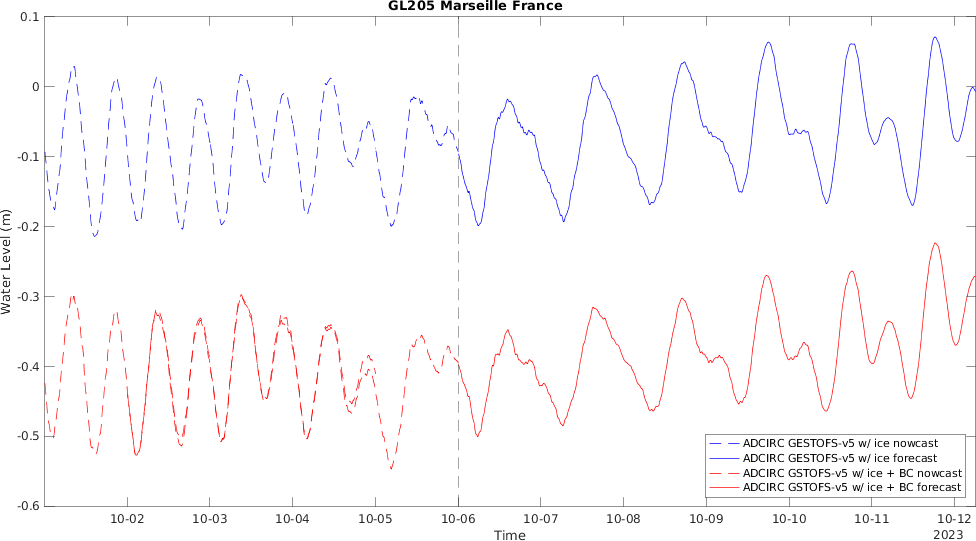 GL205 Marseille France
0.1
0
-0.1
-0.2
-0.3
-0.4
-0.5
-0.6
Water Level (m)
ADCIRC GESTOFS-v5 w/ ice nowcast
ADCIRC GESTOFS-v5 w/ ice forecast
ADCIRC GSTOFS-v5 w/ ice + BC nowcast
ADCIRC GSTOFS-v5 w/ ice + BC forecast
10-02 10-03 10-04 10-05 10-06 10-07 10-08 10-09 10-10 10-11 10-12
2023
Time